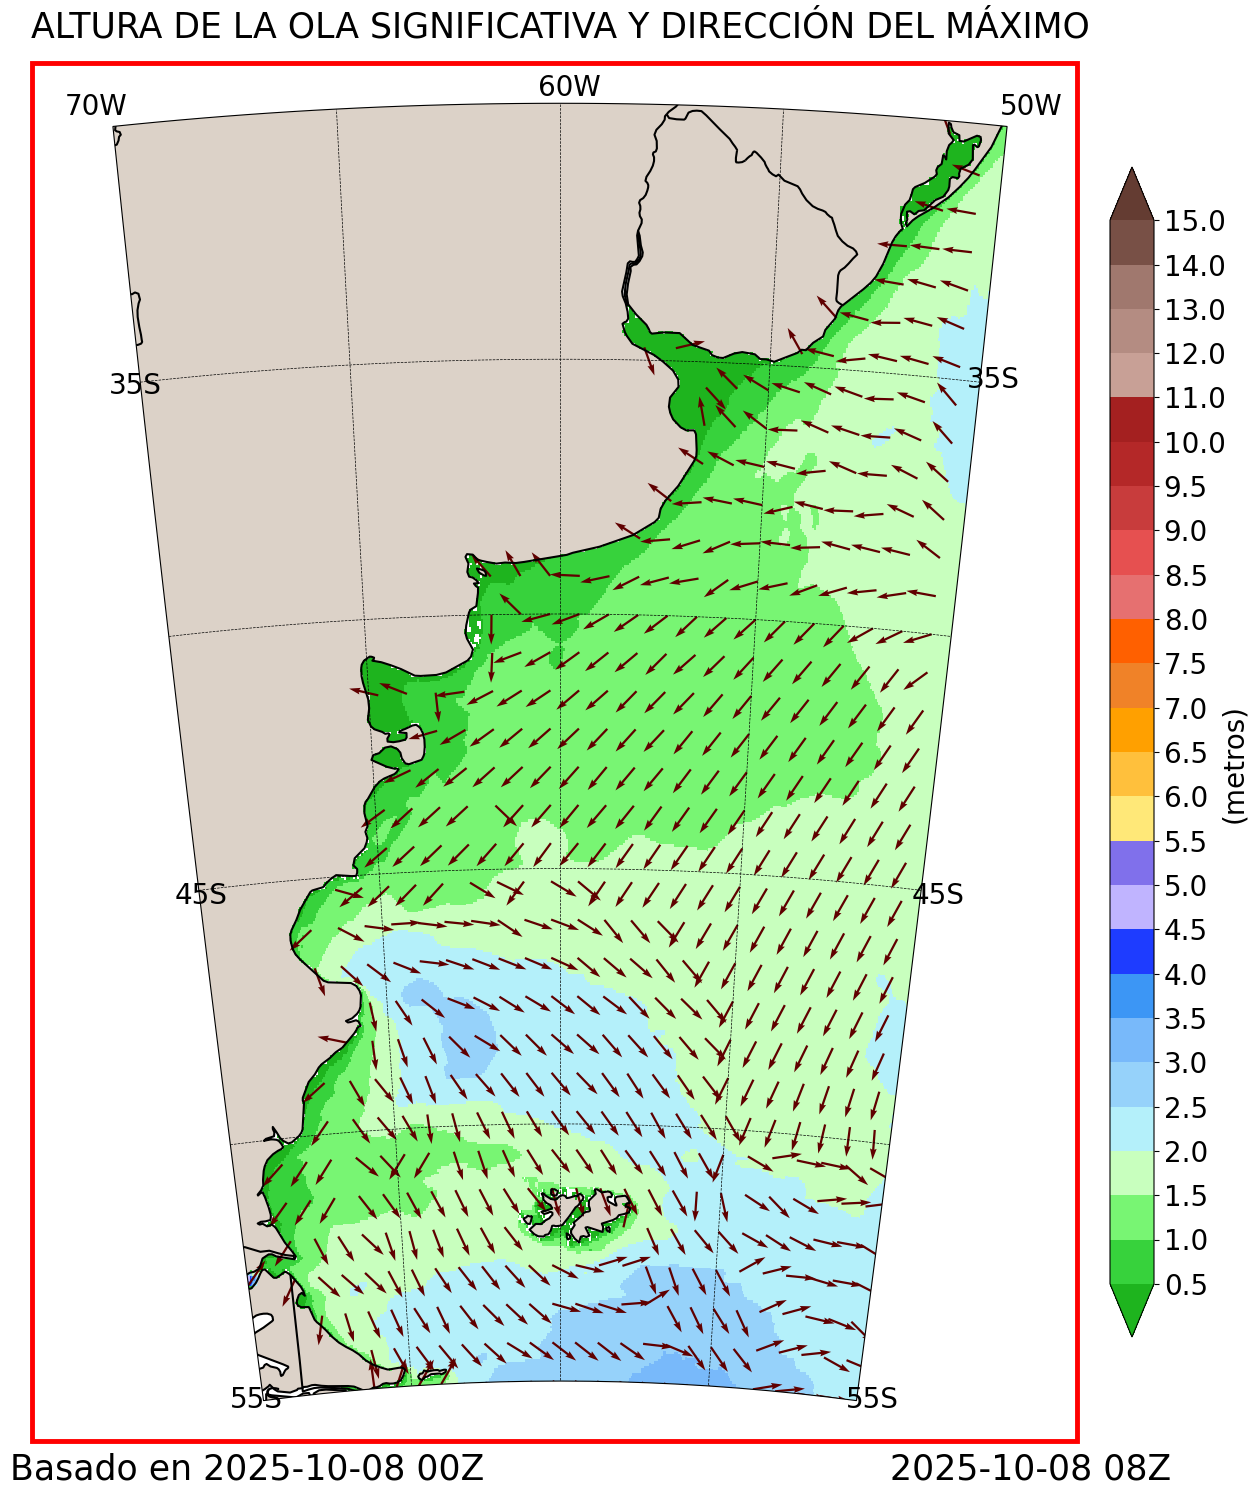 ALTURA DE LA OLA SIGNIFICATIVA Y DIRECCIÓN DEL MÁXIMO
70W
60W
50W
35S
35S
45S
45S
55S
55S
15.0
14.0
13.0
12.0
11.0
10.0
9.5
9.0
8.5
8.0
7.5
7.0
6.5
6.0
5.5
5.0
4.5
4.0
3.5
3.0
2.5
2.0
1.5
1.0
0.5
(metros)
Basado en 2025-10-08 00Z
2025-10-08 08Z